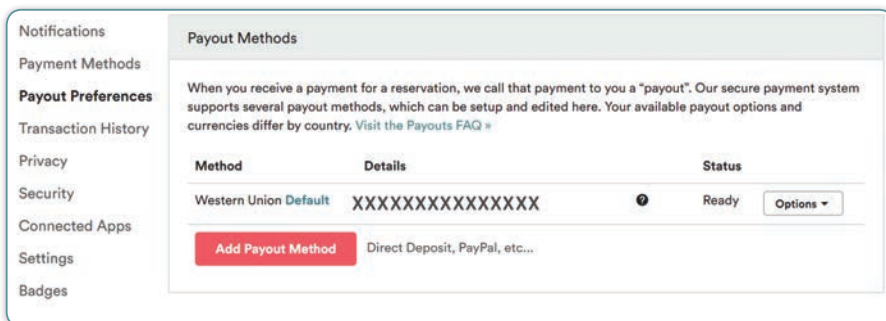 Notifications
Payment Methods
Payout Preferences
Transaction History
Privacy
Security
Connected Apps
Settings
Badges
Payout Methods
When you receive a payment for a reservation, we call that payment to you a “payout”. Our secure payment system
supports several payout methods, which can be setup and edited here. Your available payout options and
currencies differ by country. Visit the Payouts FAQ »
Method Details Status
Western Union Default XXXXXXXXXXXXXXX ? Ready Options
Add Payout Method Direct Deposit, PayPal, etc...